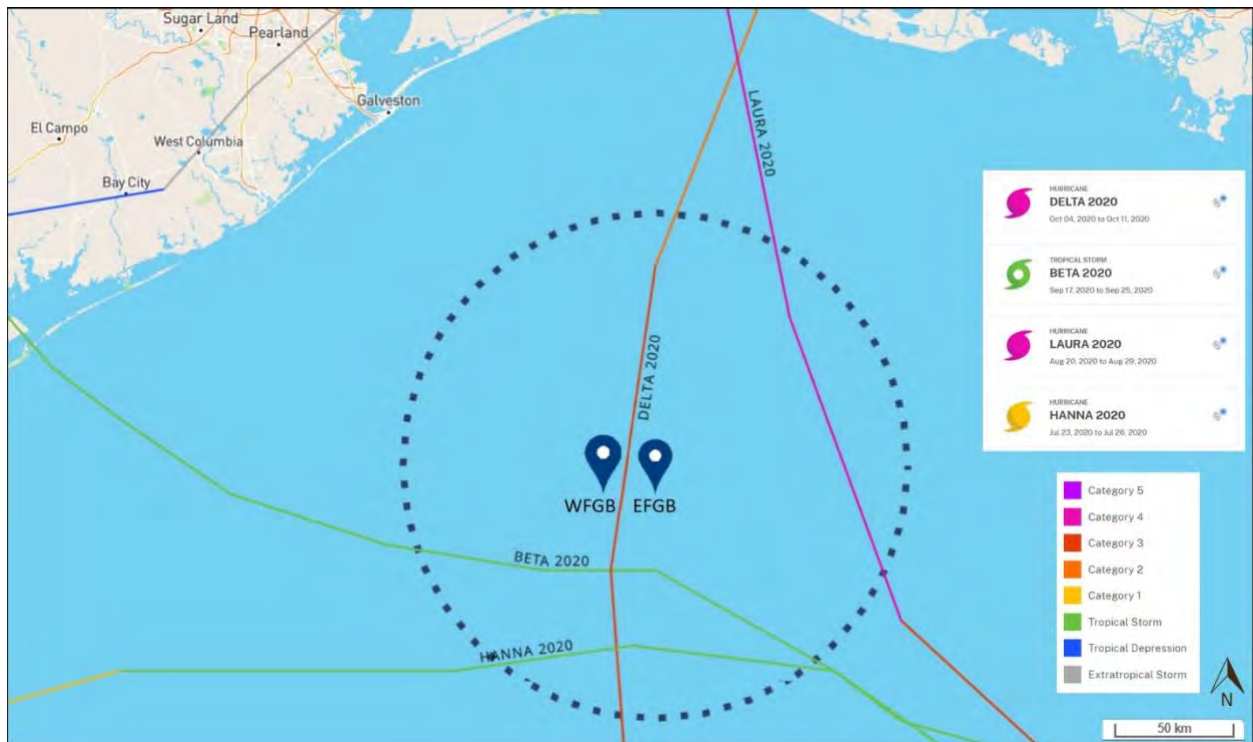 Sugar Land
Pearland
Galveston
El Campo
West Columbia
Bay City
LAURA 2020
DELTA 2020
WFGB
EFGB
BETA 2020
HANNA 2020
HURRICANE
DELTA 2020
Oct 04, 2020 to Oct 11, 2020
TROPICAL STORM
BETA 2020
Sep 17, 2020 to Sep 25, 2020
HURRICANE
LAURA 2020
Aug 20, 2020 to Aug 29, 2020
HURRICANE
HANNA 2020
Jul 23, 2020 to Jul 26, 2020
Category 5
Category 4
Category 3
Category 2
Category 1
Tropical Storm
Tropical Depression
Extratropical Storm
N
50 km